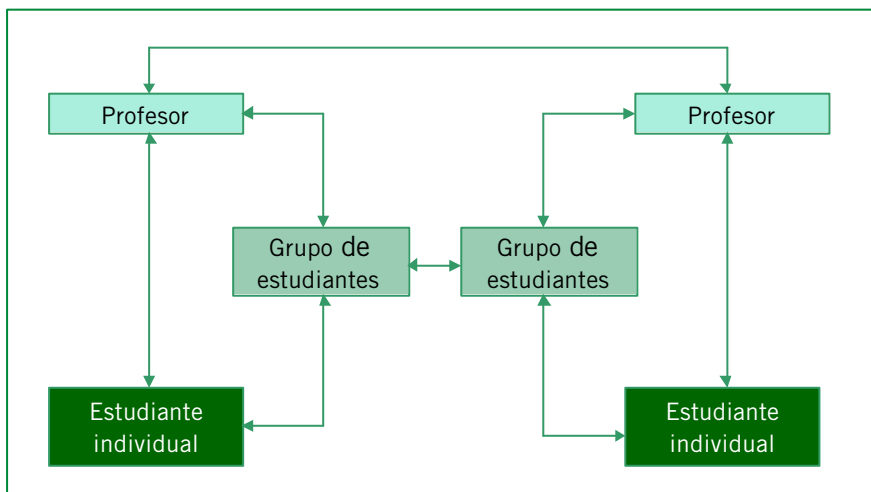 Profesor
Profesor
Grupo de
estudiantes
Grupo de
estudiantes
Estudiante
individual
Estudiante
individual